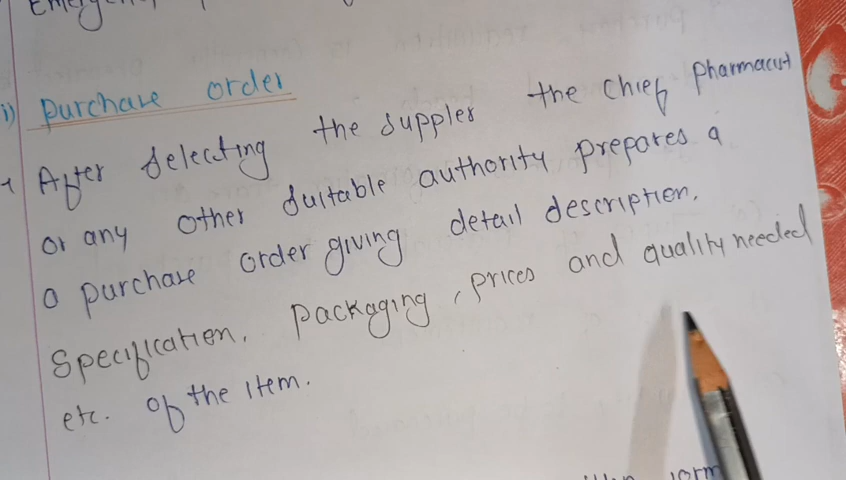 i) purchase order
After Selecting the suppler the chief pharmacist
or any other suitable authority prepares a
a purchase order giving detail description,
Specification, packaging, prices and quality needed
etc. of the item.